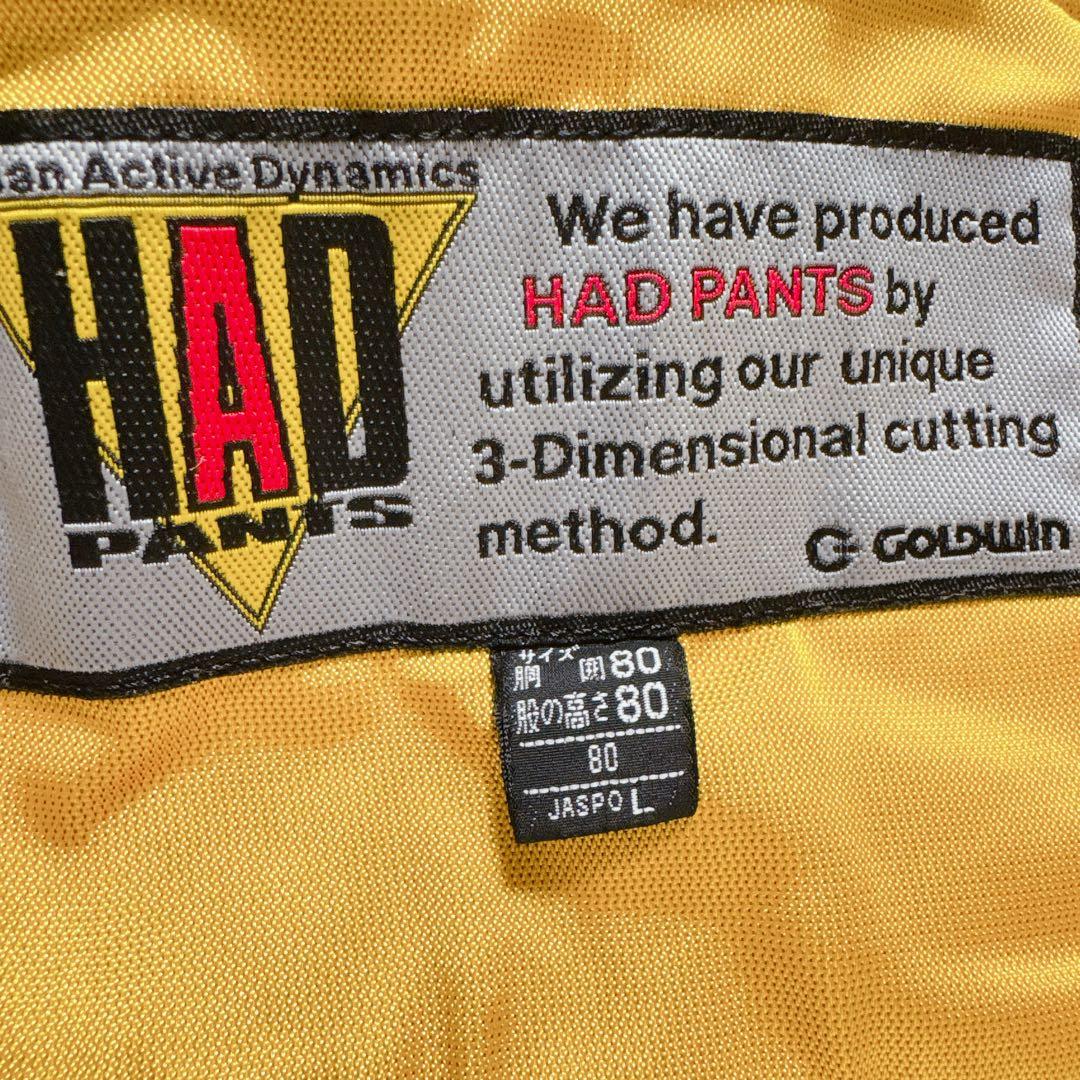 an Active Dynamics
HAD
PANTS
We have produced
HAD PANTS by
utilizing our unique
3-Dimensional cutting
method.
GOLDWIN
サイズ
胴囲80
股の高さ80
80
JASPO L